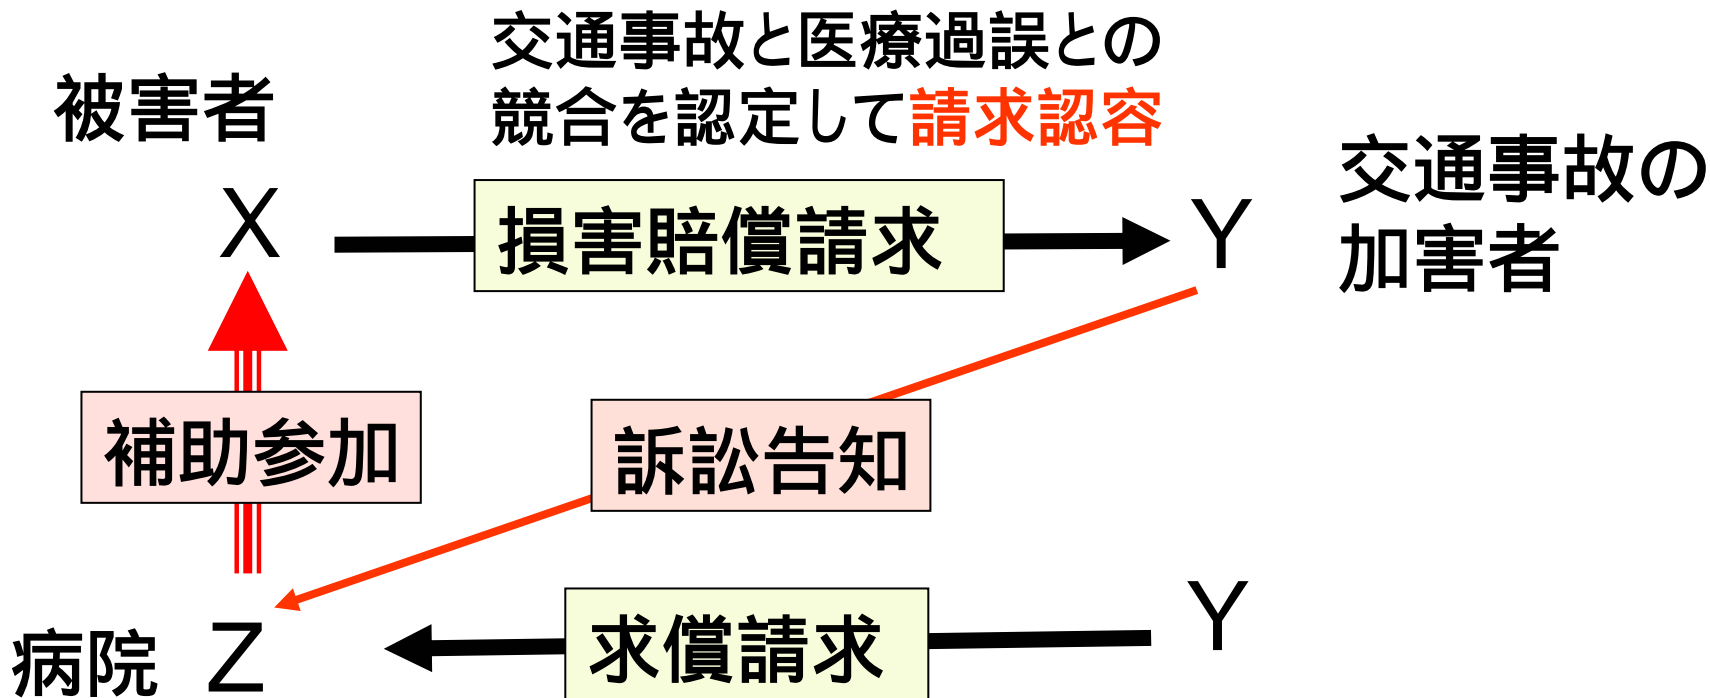 交通事故と医療過誤との
競合を認定して請求認容
被害者
交通事故の
加害者
X
損害賠償請求
Y
補助参加
訴訟告知
病院 Z
求償請求
Y